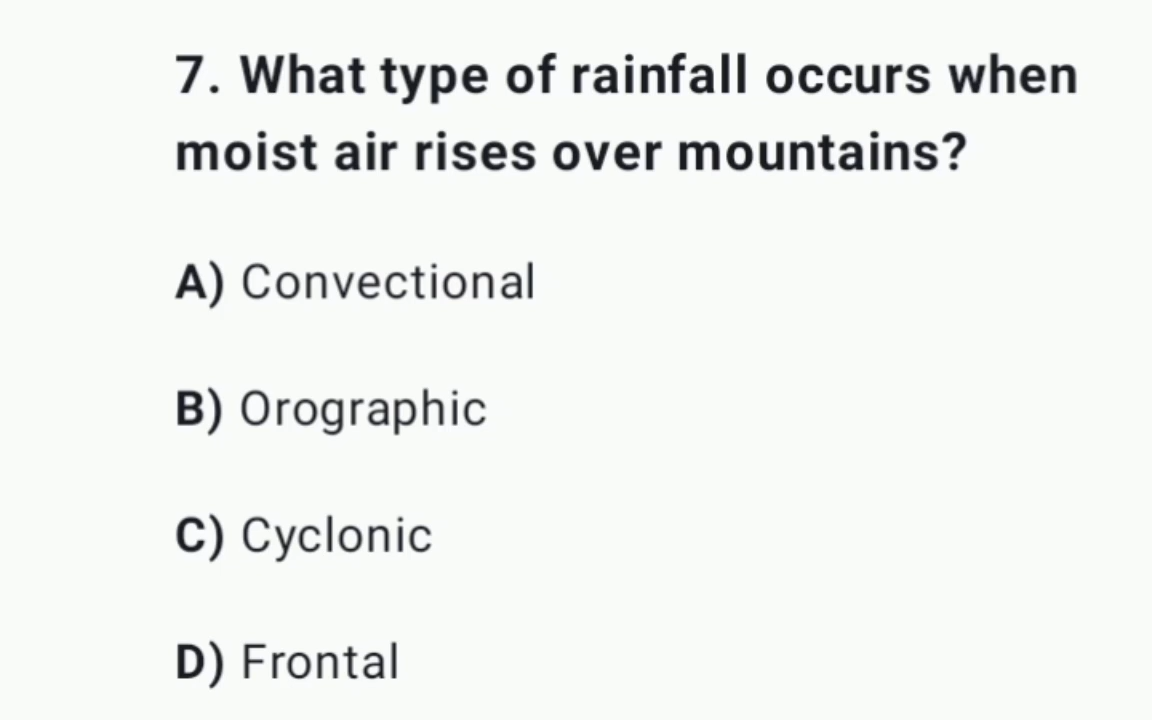 7. What type of rainfall occurs when
moist air rises over mountains?
A) Convectional
B) Orographic
C) Cyclonic
D) Frontal